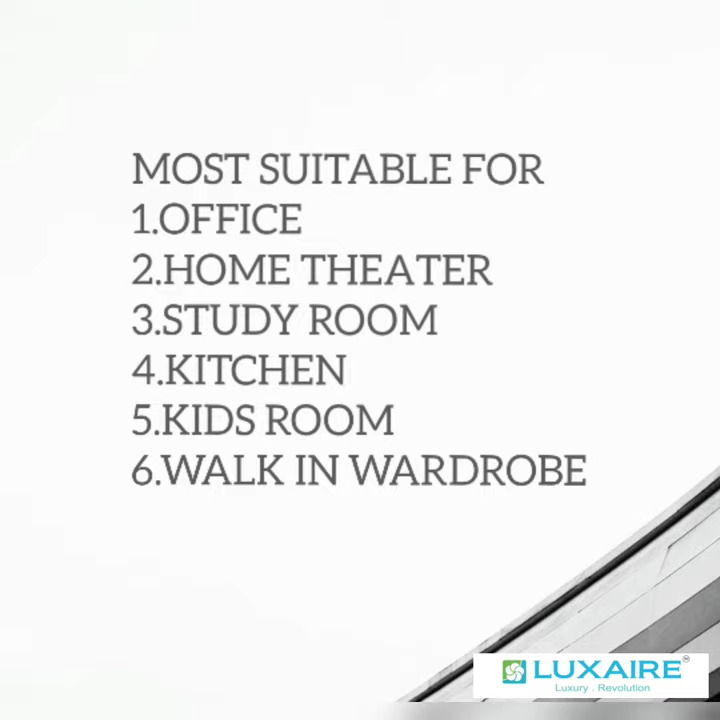 MOST SUITABLE FOR
1.OFFICE
2.HOME THEATER
3.STUDY ROOM
4.KITCHEN
5.KIDS ROOM
6.WALK IN WARDROBE
LUXAIRE
Luxury . Revolution